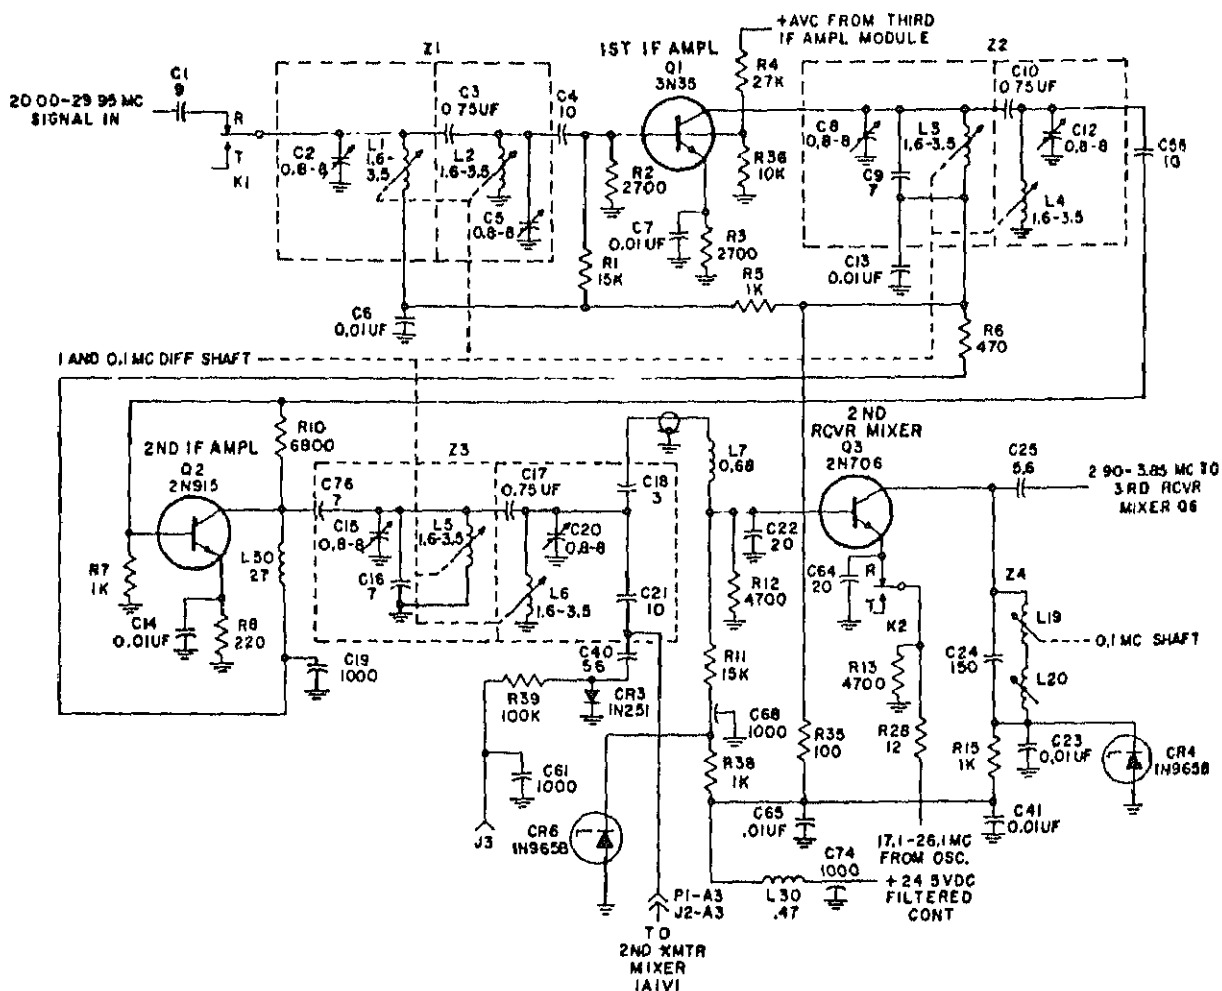 +AVC FROM THIRD
IF AMPL MODULE
Z1
1ST IF AMPL
Q1
3N35
R4
27K
Z2
C1
9
20 00-29 95 MC
SIGNAL IN
R
T
K1
C2
0.8-8
L1
1.6-
3.5
C3
0.75UF
L2
1.6-3.5
C5
0.8-8
C4
10
R2
2700
R1
15K
C7
0.01UF
R3
2700
R36
10K
C8
0.8-8
C9
7
L3
1.6-3.5
C10
0.75UF
C12
0.8-8
L4
1.6-3.5
C13
0.01UF
10
C6
0.01UF
R5
1K
R6
470
1 AND 0.1 MC DIFF SHAFT
R10
6800
2ND IF AMPL
Q2
2N915
Z3
C76
7
C15
0.8-8
C16
7
L5
1.6-3.5
C17
0.75UF
C20
0.8-8
L6
1.6-3.5
C18
3
C21
10
L7
0.68
2ND
RCVR MIXER
Q3
2N706
C25
5.6
2 90-3.85 MC TO
3RD RCVR
MIXER Q6
R7
1K
C14
0.01UF
R8
220
L50
27
C19
1000
C22
20
R12
4700
C64
20
R
T
K2
Z4
L19
0.1 MC SHAFT
L20
C24
150
C40
56
R39
100K
CR3
1N251
R11
15K
C68
1000
R13
4700
R35
100
R28
12
R15
1K
C23
0.01UF
CR4
1N965B
C61
1000
J3
CR6
1N965B
R38
1K
C65
.01UF
C41
0.01UF
17.1-26.1 MC
FROM OSC.
C74
1000
+24 5VDC
FILTERED
CONT
L30
.47
P1-A3
J2-A3
TO
2ND XMTR
MIXER
(A1V1)